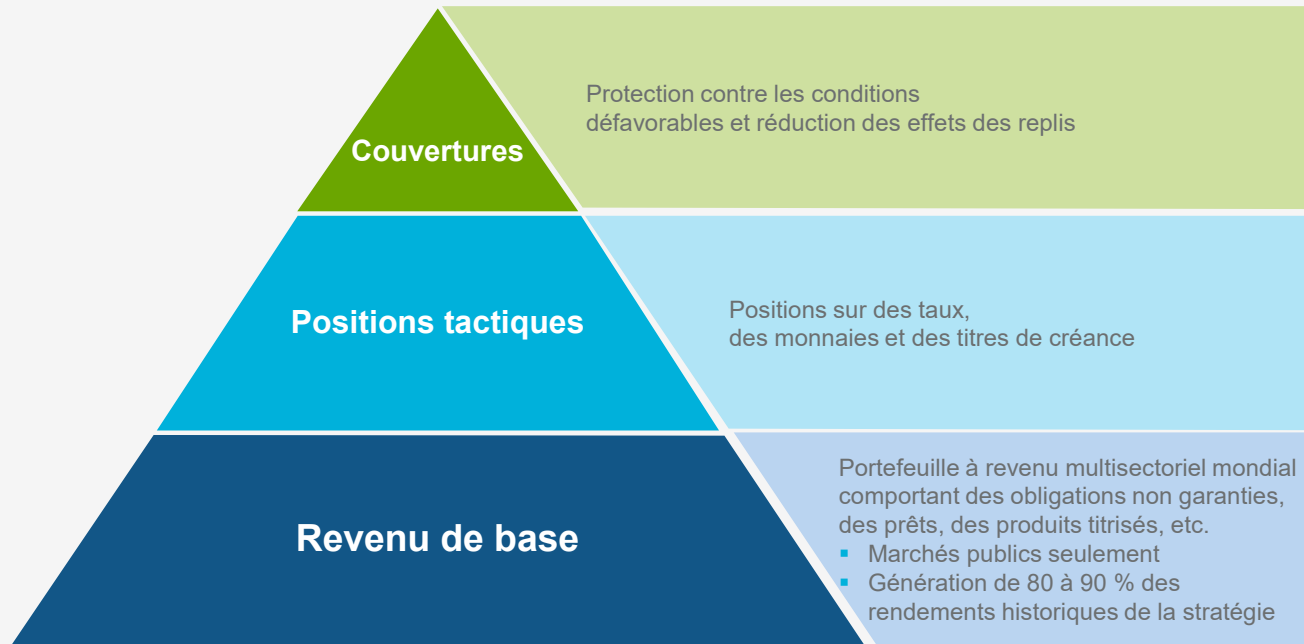 Protection contre les conditions
défavorables et réduction des effets des replis
Couvertures
Positions tactiques
Positions sur des taux,
des monnaies et des titres de créance
Revenu de base
Portefeuille à revenu multisectoriel mondial
comportant des obligations non garanties,
des prêts, des produits titrisés, etc.
▪ Marchés publics seulement
▪ Génération de 80 à 90 % des
rendements historiques de la stratégie